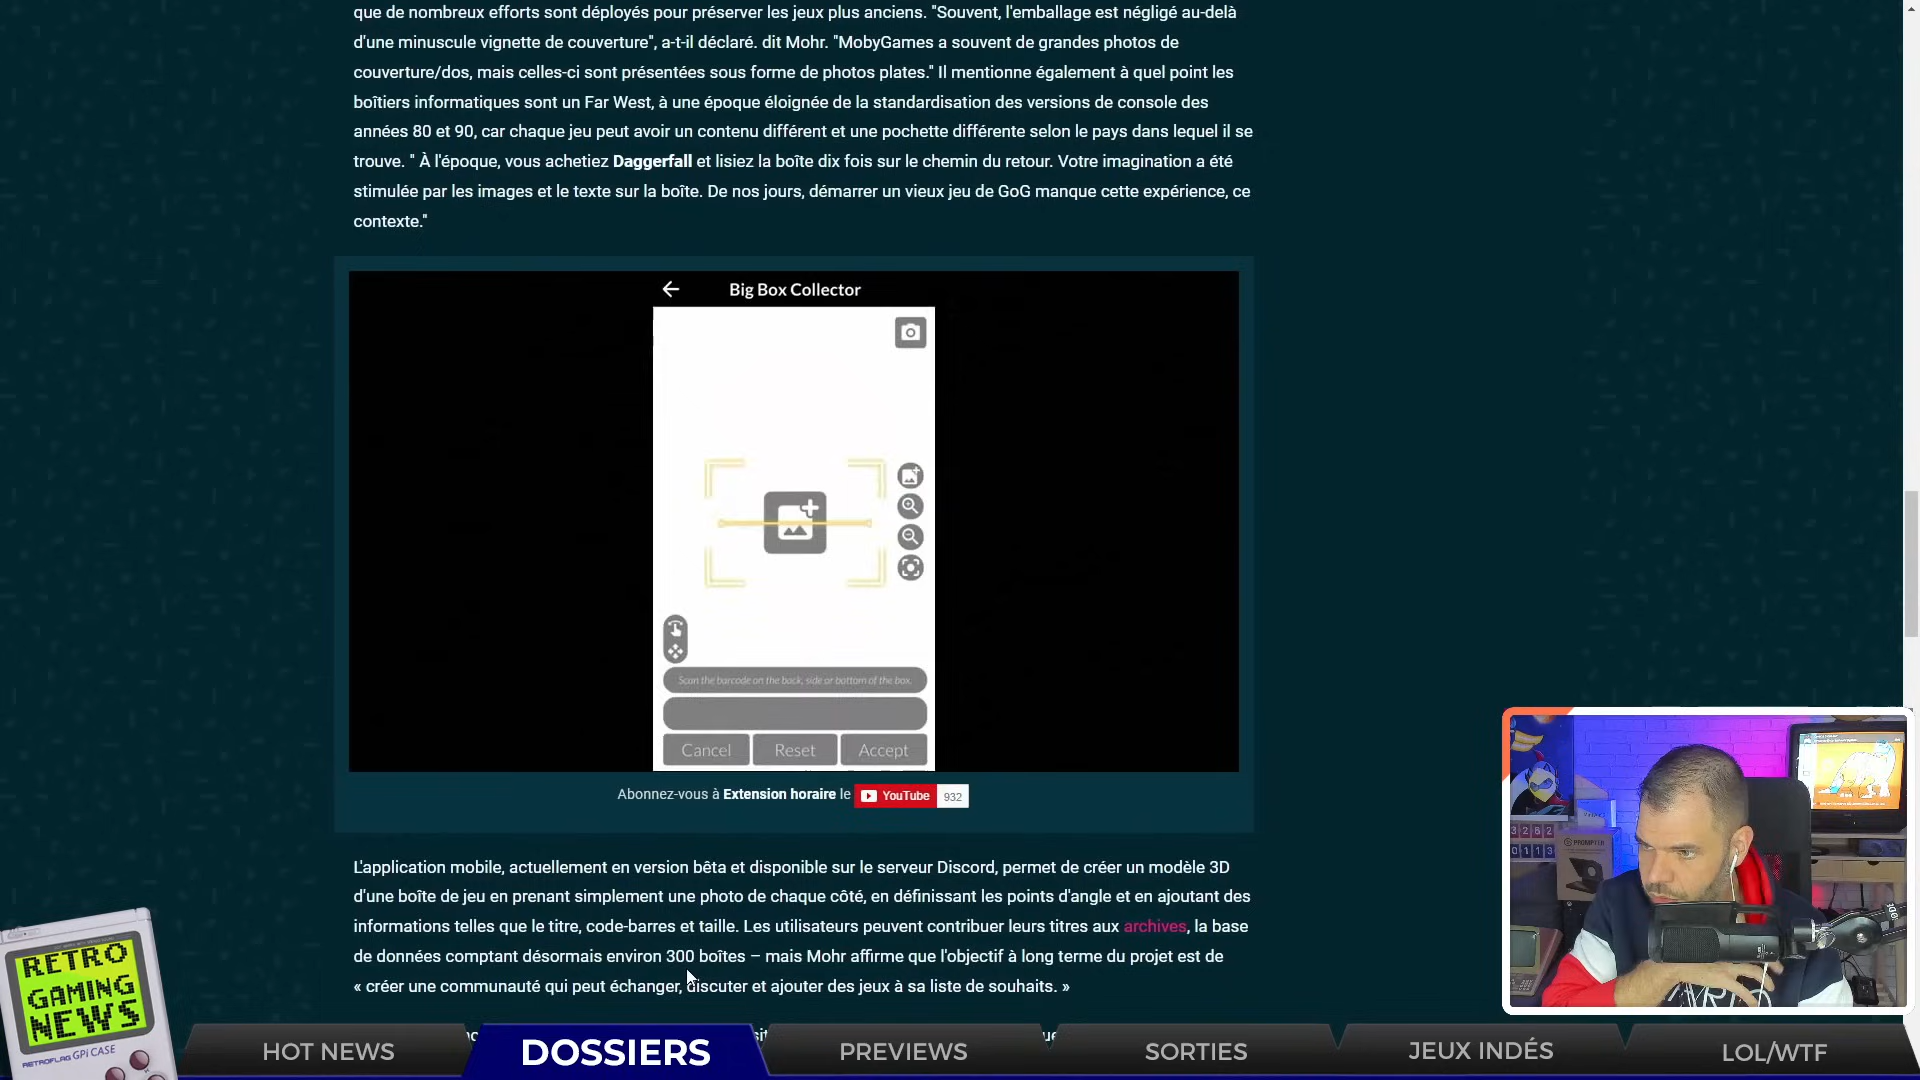 que de nombreux efforts sont déployés pour préserver les jeux plus anciens. "Souvent, l'emballage est négligé au-delà
d'une minuscule vignette de couverture", a-t-il déclaré. dit Mohr. "MobyGames a souvent de grandes photos de
couverture/dos, mais celles-ci sont présentées sous forme de photos plates." Il mentionne également à quel point les
boîtiers informatiques sont un Far West, à une époque éloignée de la standardisation des versions de console des
années 80 et 90, car chaque jeu peut avoir un contenu différent et une pochette différente selon le pays dans lequel il se
trouve. " À l'époque, vous achetiez Daggerfall et lisiez la boîte dix fois sur le chemin du retour. Votre imagination a été
stimulée par les images et le texte sur la boîte. De nos jours, démarrer un vieux jeu de GoG manque cette expérience, ce
contexte."
Big Box Collector
Scan the barcode on the back, side or bottom of the box.
Cancel Reset Accept
Abonnez-vous à Extension horaire le YouTube 932
L'application mobile, actuellement en version bêta et disponible sur le serveur Discord, permet de créer un modèle 3D
d'une boîte de jeu en prenant simplement une photo de chaque côté, en définissant les points d'angle et en ajoutant des
informations telles que le titre, code-barres et taille. Les utilisateurs peuvent contribuer leurs titres aux archives, la base
de données comptant désormais environ 300 boîtes – mais Mohr affirme que l'objectif à long terme du projet est de
« créer une communauté qui peut échanger, discuter et ajouter des jeux à sa liste de souhaits. »
PROMPTER
RETRO
GAMING
NEWS
RETROFLAG GPi CASE
HOT NEWS DOSSIERS PREVIEWS SORTIES JEUX INDÉS LOL/WTF